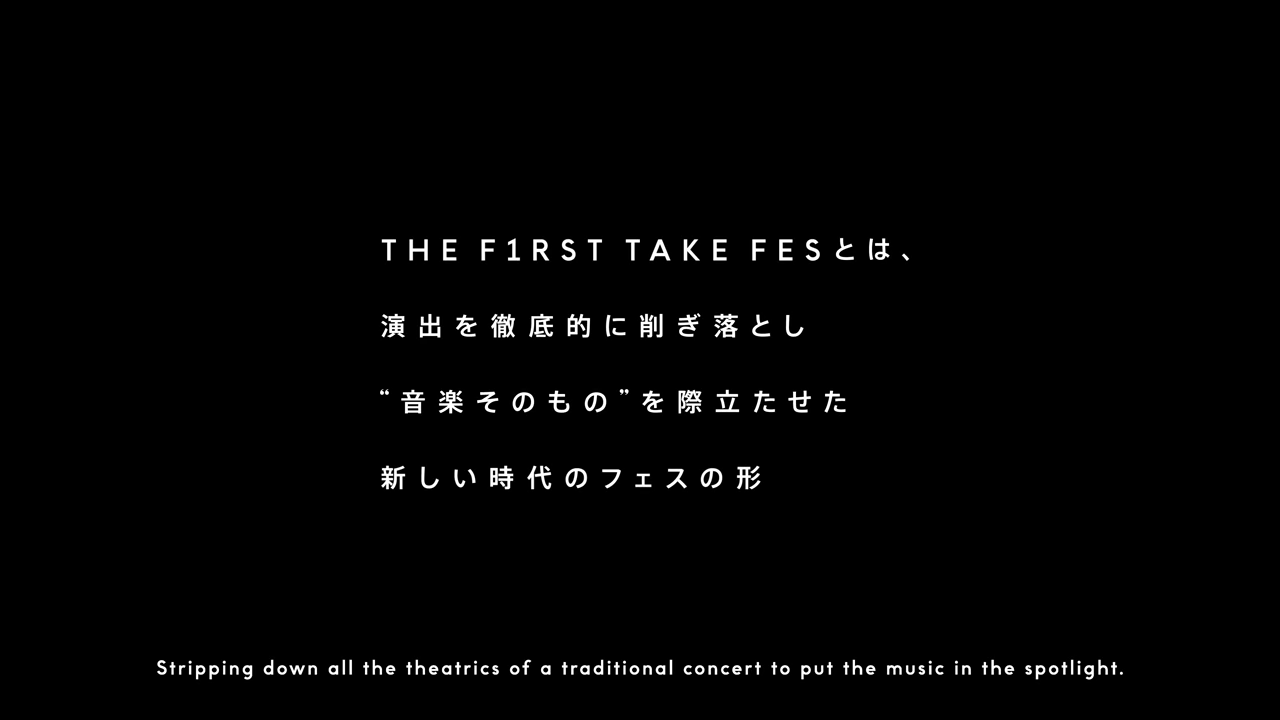 THE F1RST TAKE FESとは、
演出を徹底的に削ぎ落とし
“音楽そのもの”を際立たせた
新しい時代のフェスの形
Stripping down all the theatrics of a traditional concert to put the music in the spotlight.